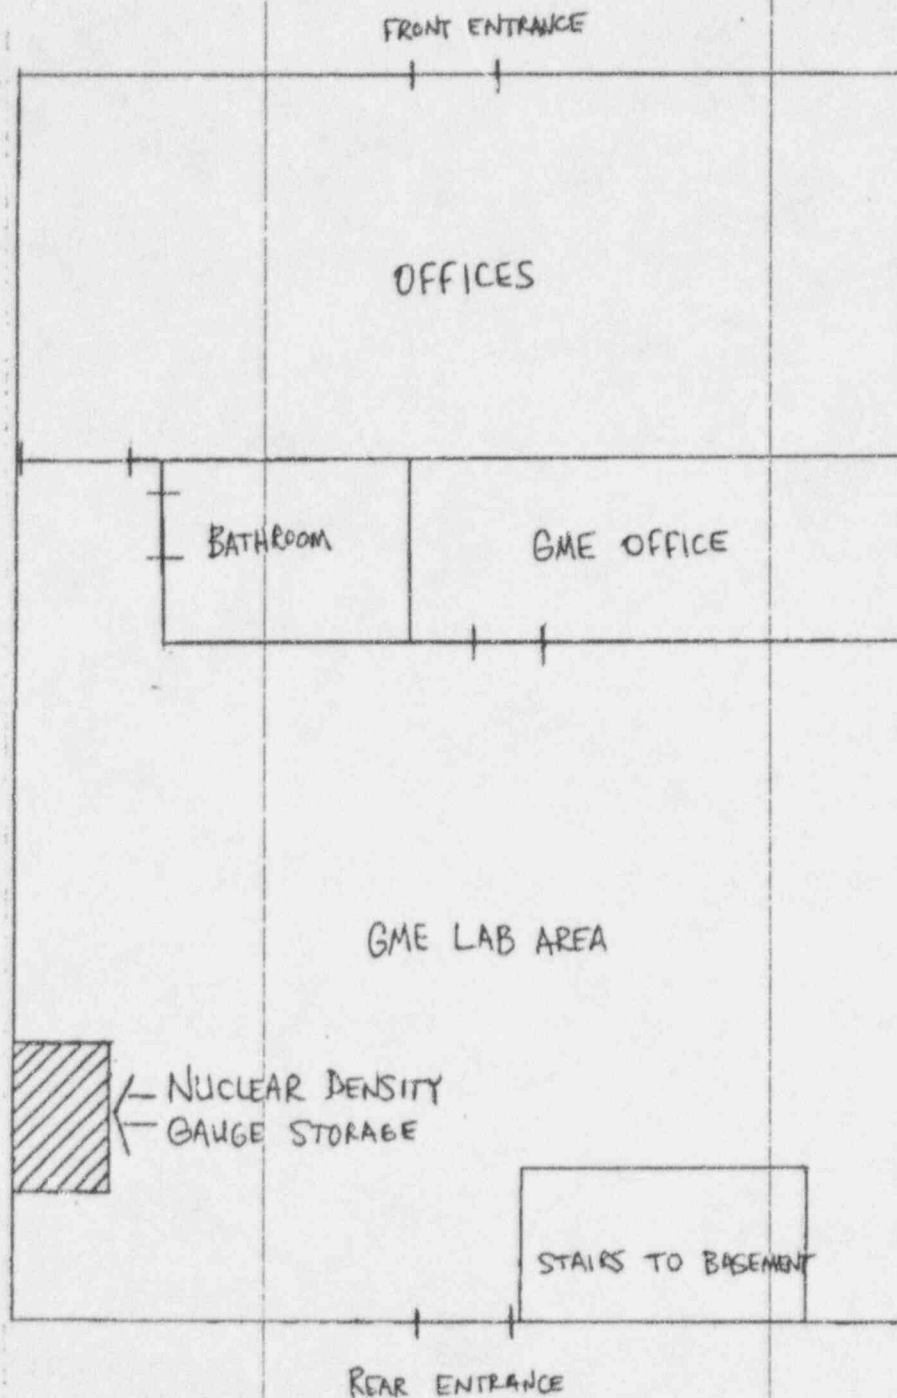 FRONT ENTRANCE
OFFICES
BATHROOM
GME OFFICE
GME LAB AREA
NUCLEAR DENSITY
GAUGE STORAGE
STAIRS TO BASEMENT
REAR ENTRANCE